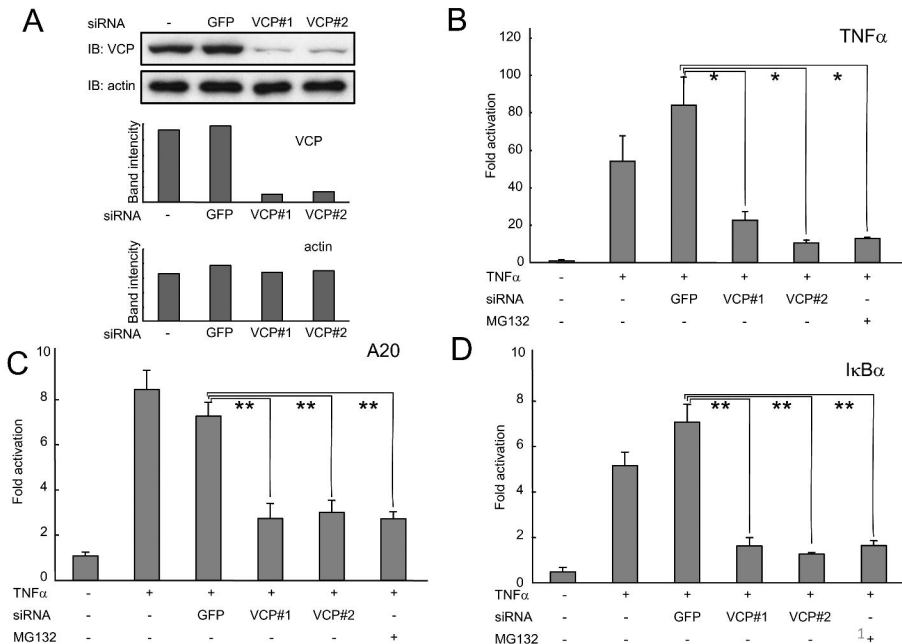 A
siRNA - GFP VCP#1 VCP#2
IB: VCP
IB: actin
Band intensity
VCP
siRNA - GFP VCP#1 VCP#2
Band intensity
actin
siRNA - GFP VCP#1 VCP#2
B
TNFα
Fold activation
120
100
80
60
40
20
0
* * *
TNFα - + + + + +
siRNA - - GFP VCP#1 VCP#2 -
MG132 - - - - - +
C
A20
Fold activation
10
8
6
4
2
0
** ** **
TNFα - + + + + +
siRNA - - GFP VCP#1 VCP#2 -
MG132 - - - - - +
D
IκBα
Fold activation
10
8
6
4
2
0
** ** **
TNFα - + + + + +
siRNA - - GFP VCP#1 VCP#2 -
MG132 - - - - - +
1